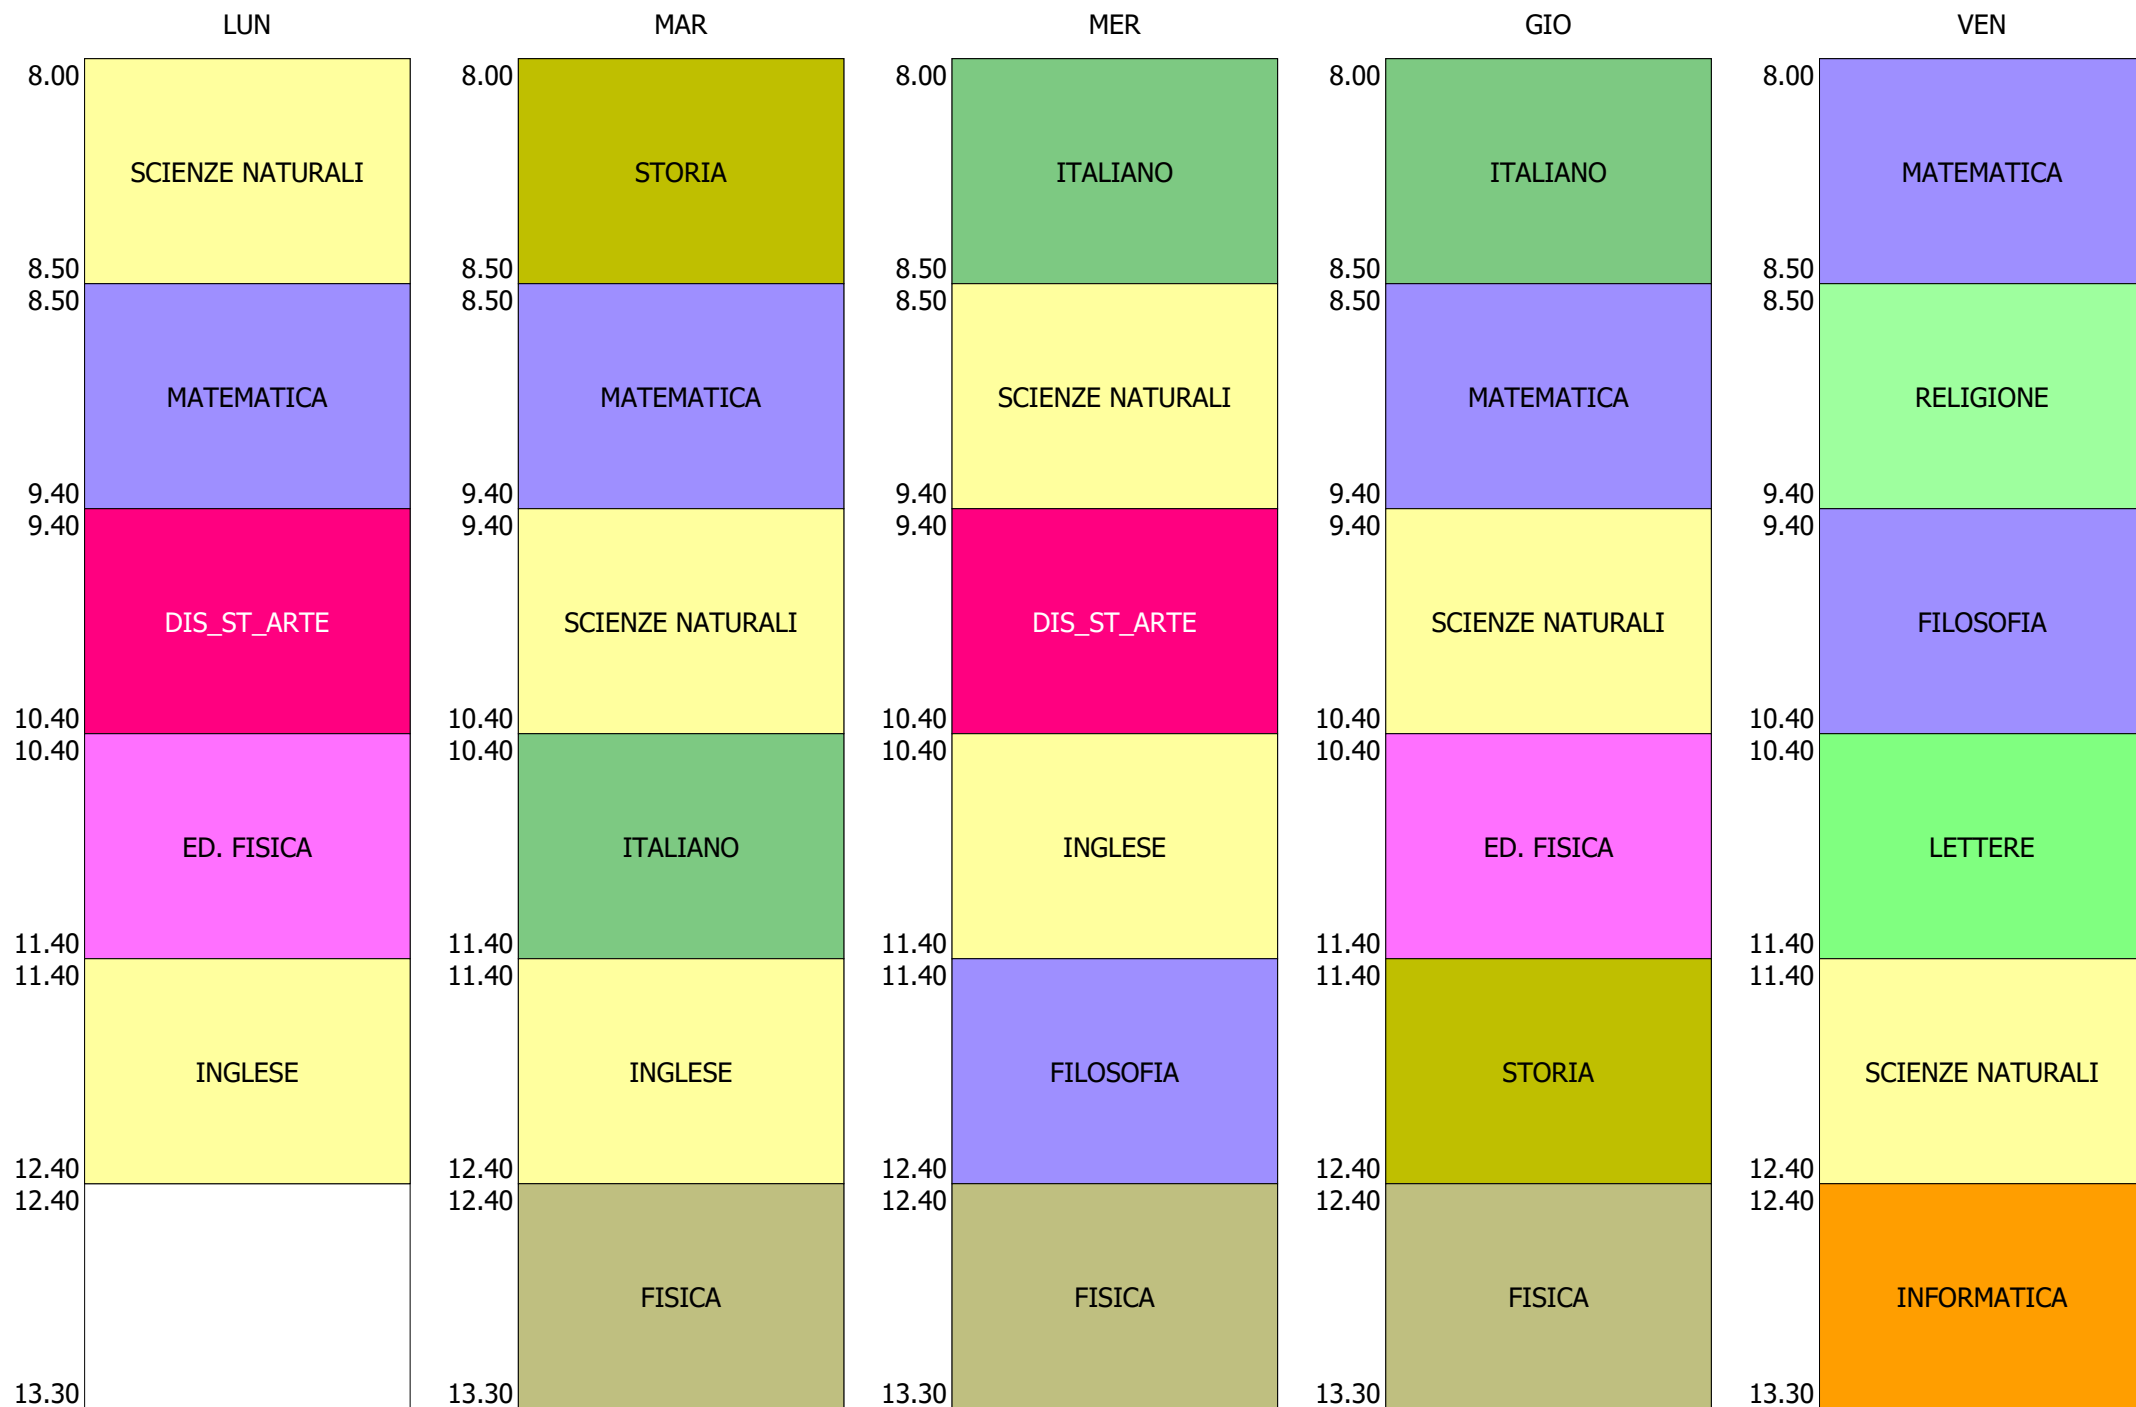 LUN MAR MER GIO VEN
8.00 8.00 8.00 8.00 8.00
SCIENZE NATURALI STORIA ITALIANO ITALIANO MATEMATICA
8.50 8.50 8.50 8.50 8.50
8.50 8.50 8.50 8.50 8.50
MATEMATICA MATEMATICA SCIENZE NATURALI MATEMATICA RELIGIONE
9.40 9.40 9.40 9.40 9.40
9.40 9.40 9.40 9.40 9.40
DIS_ST_ARTE SCIENZE NATURALI DIS_ST_ARTE SCIENZE NATURALI FILOSOFIA
10.40 10.40 10.40 10.40 10.40
10.40 10.40 10.40 10.40 10.40
ED. FISICA ITALIANO INGLESE ED. FISICA LETTERE
11.40 11.40 11.40 11.40 11.40
11.40 11.40 11.40 11.40 11.40
INGLESE INGLESE FILOSOFIA STORIA SCIENZE NATURALI
12.40 12.40 12.40 12.40 12.40
12.40 12.40 12.40 12.40 12.40
FISICA FISICA FISICA INFORMATICA
13.30 13.30 13.30 13.30 13.30